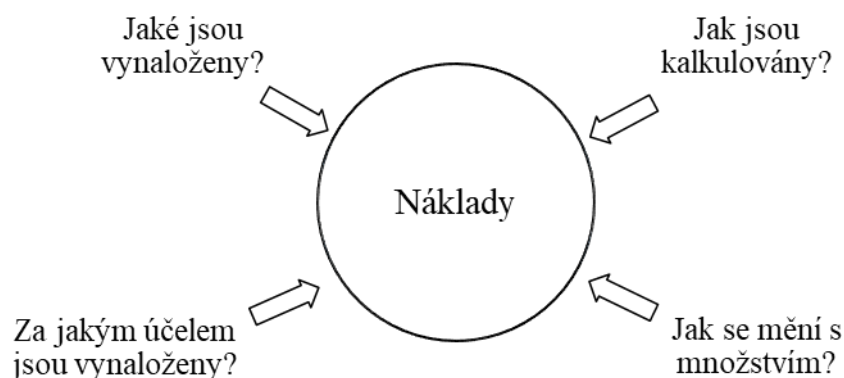 Jaké jsou
vynaloženy?
Jak jsou
kalkulovány?
Náklady
Za jakým účelem
jsou vynaloženy?
Jak se mění s
množstvím?